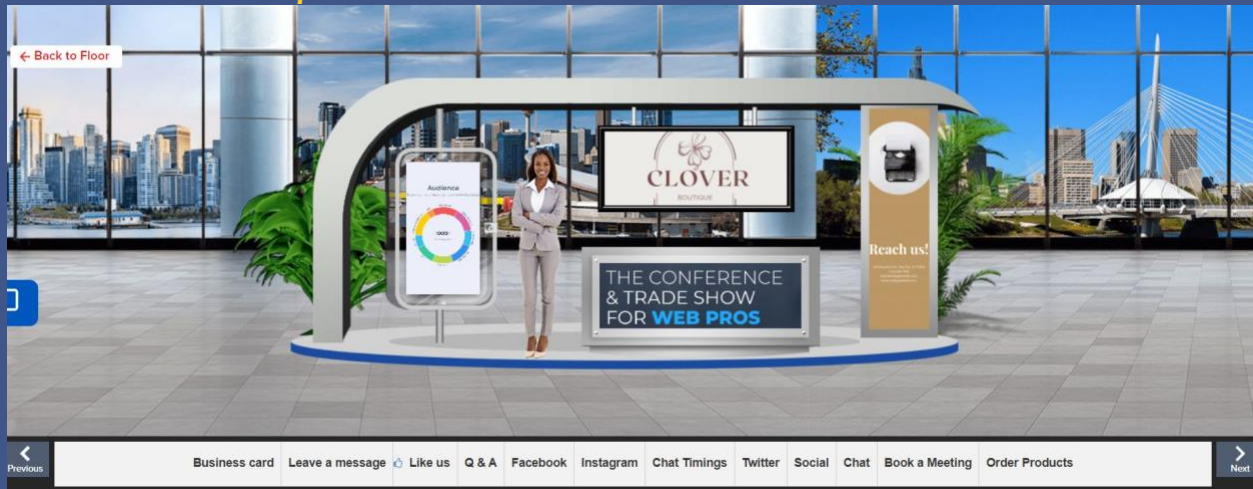 ← Back to Floor
Audience
CLOVER
BOUTIQUE
THE CONFERENCE
& TRADE SHOW
FOR WEB PROS
Reach us!
Previous
Business card
Leave a message
Like us
Q & A
Facebook
Instagram
Chat Timings
Twitter
Social
Chat
Book a Meeting
Order Products
Next